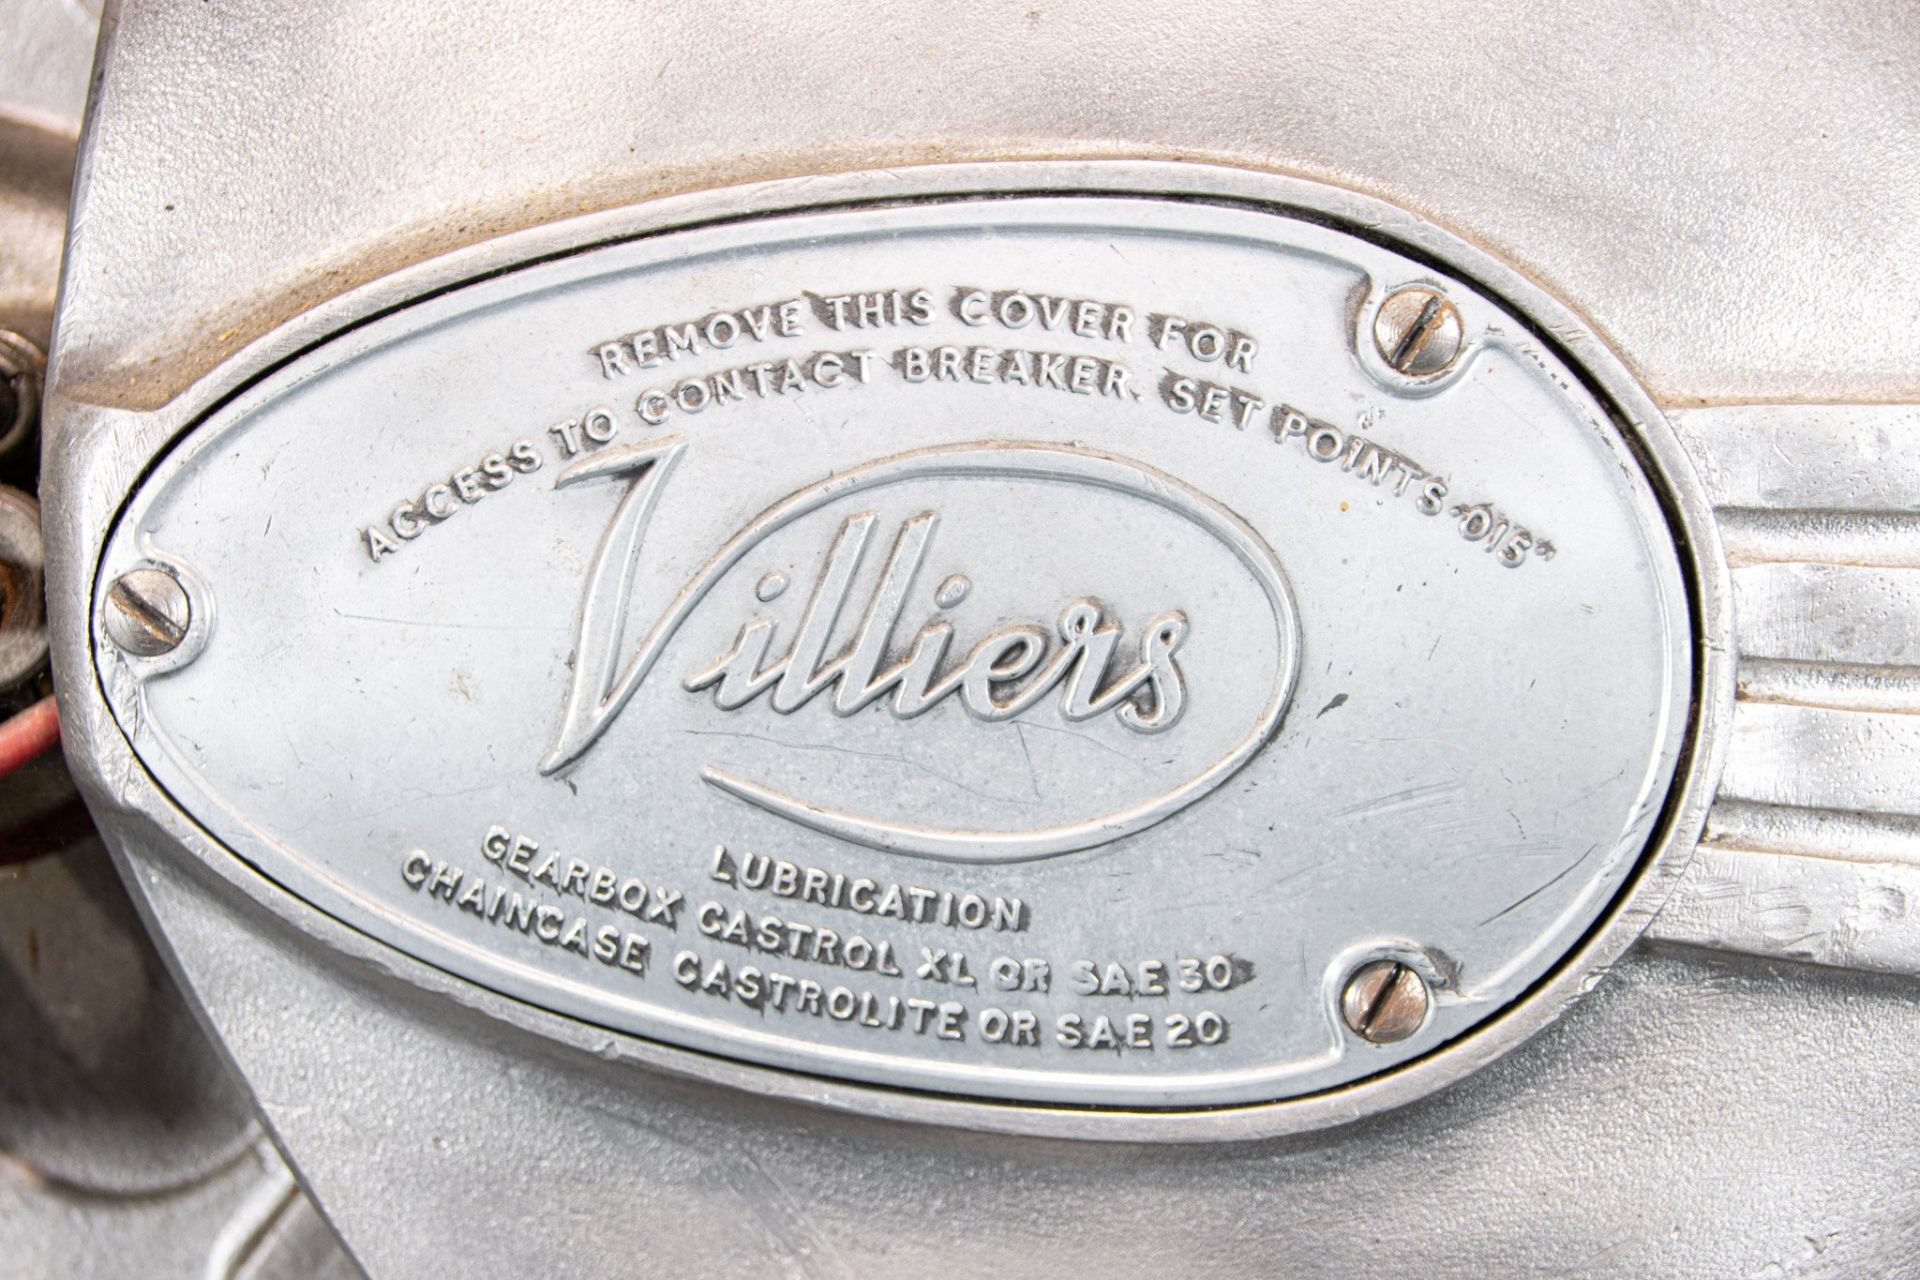 REMOVE THIS COVER FOR
ACCESS TO CONTACT BREAKER. SET POINTS ·015"
Villiers
LUBRICATION
GEARBOX CASTROL XL OR S.A.E 30
CHAINCASE CASTROLITE OR S.A.E 20